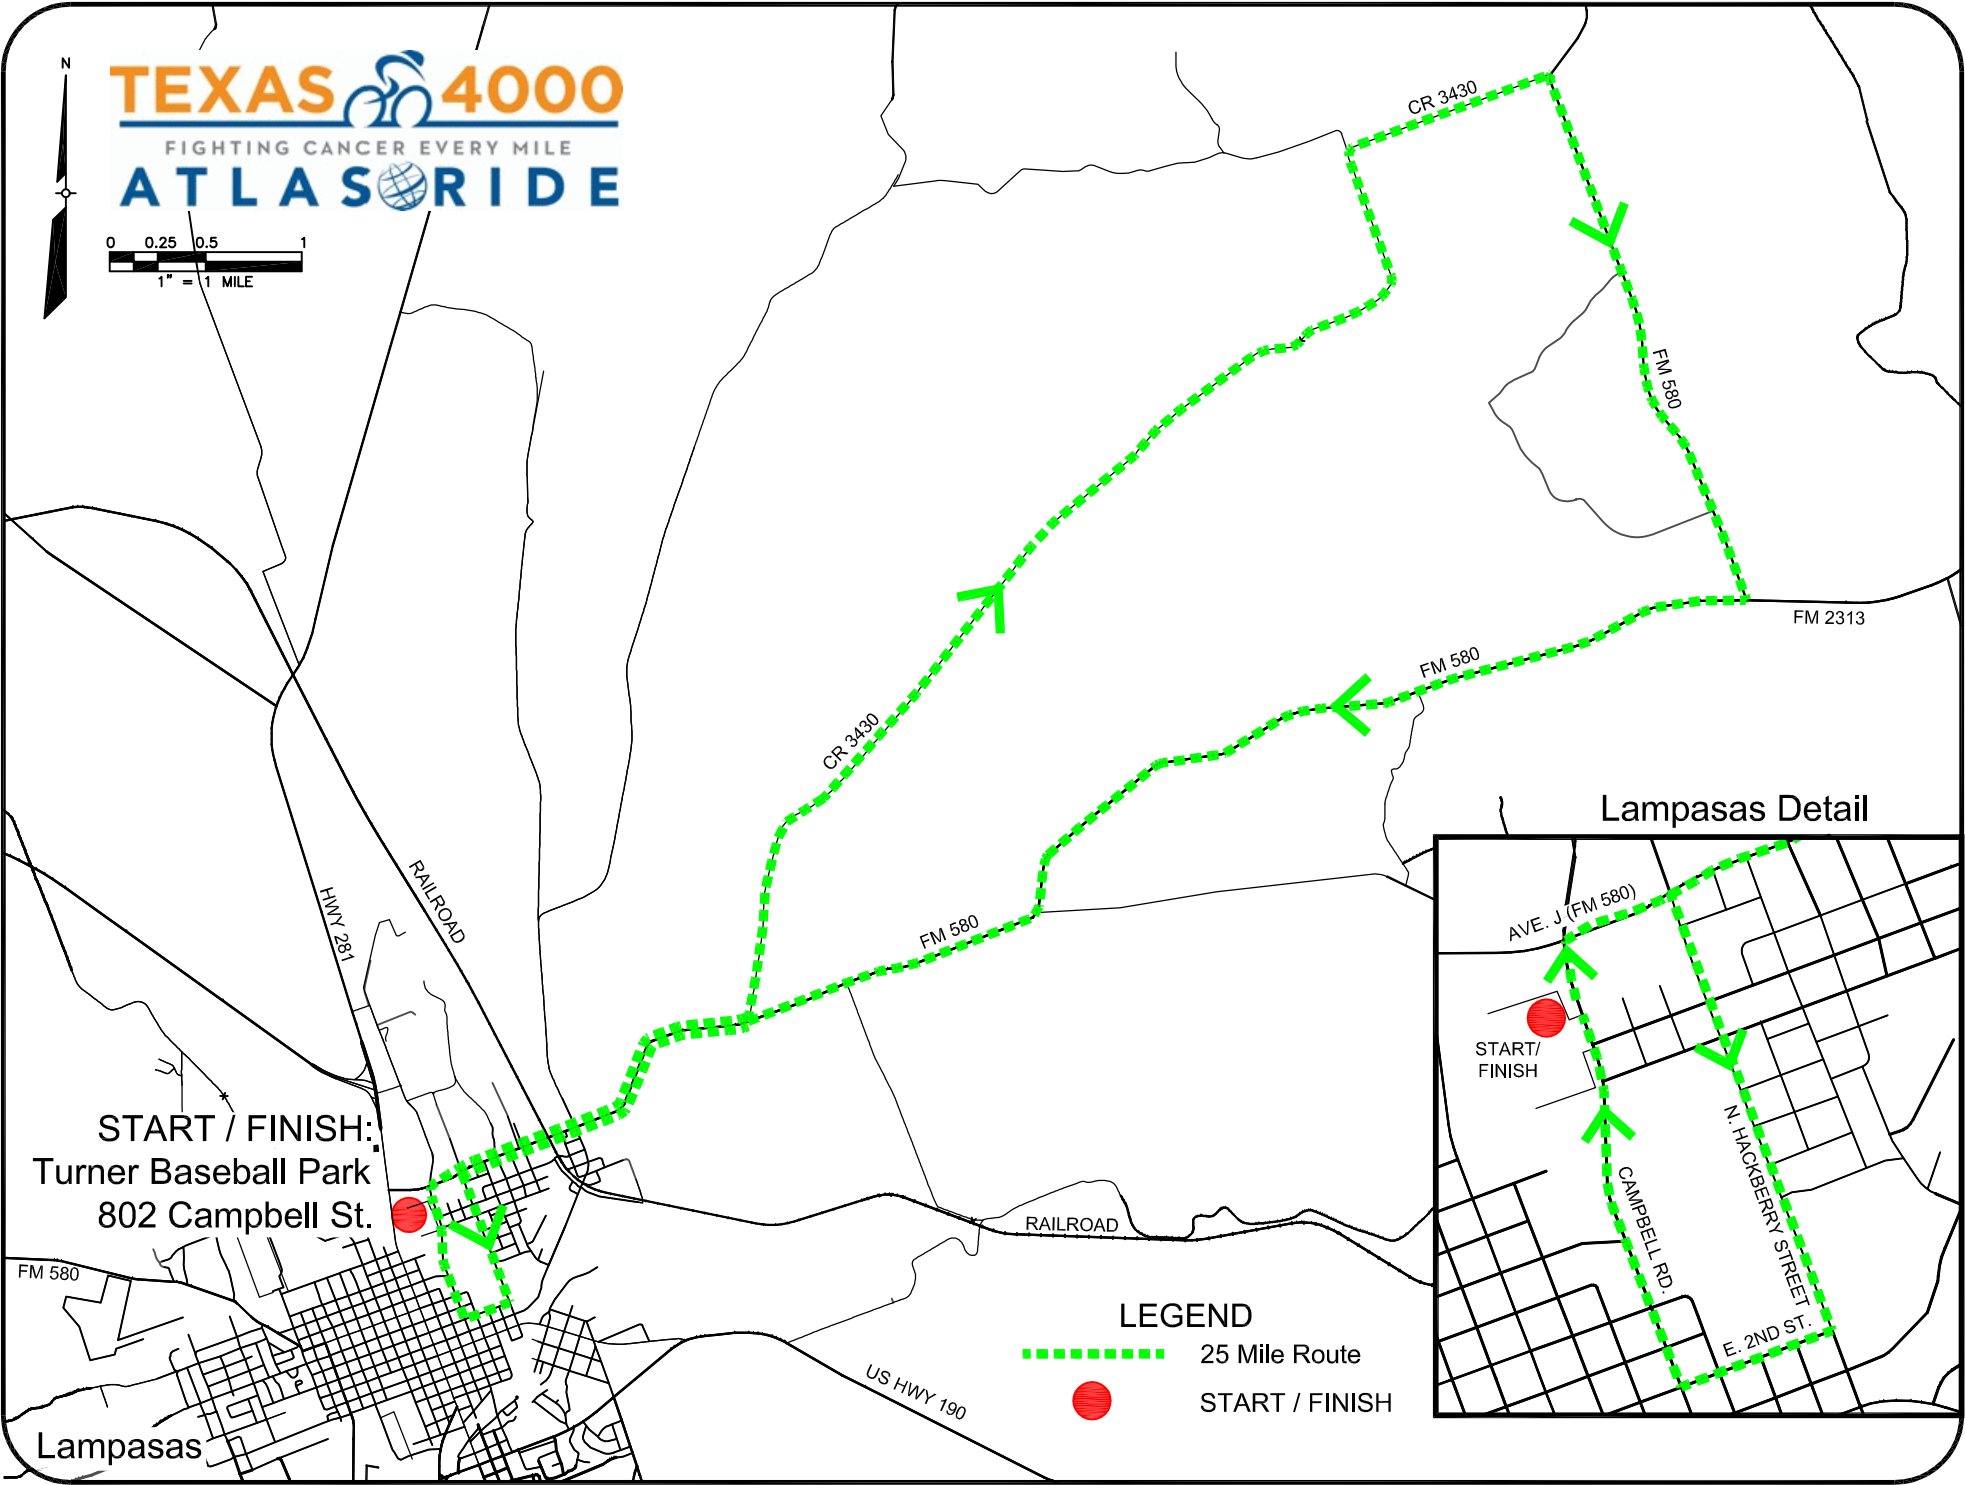 N
TEXAS 4000
FIGHTING CANCER EVERY MILE
ATLAS RIDE
0 0.25 0.5 1
1" = 1 MILE
CR 3430
FM 580
FM 2313
FM 580
CR 3430
FM 580
HWY 281
RAILROAD
START / FINISH:
Turner Baseball Park
802 Campbell St.
FM 580
Lampasas
RAILROAD
US HWY 190
LEGEND
25 Mile Route
START / FINISH
Lampasas Detail
AVE. J (FM 580)
START/
FINISH
CAMPBELL RD.
N. HACKBERRY STREET
E. 2ND ST.